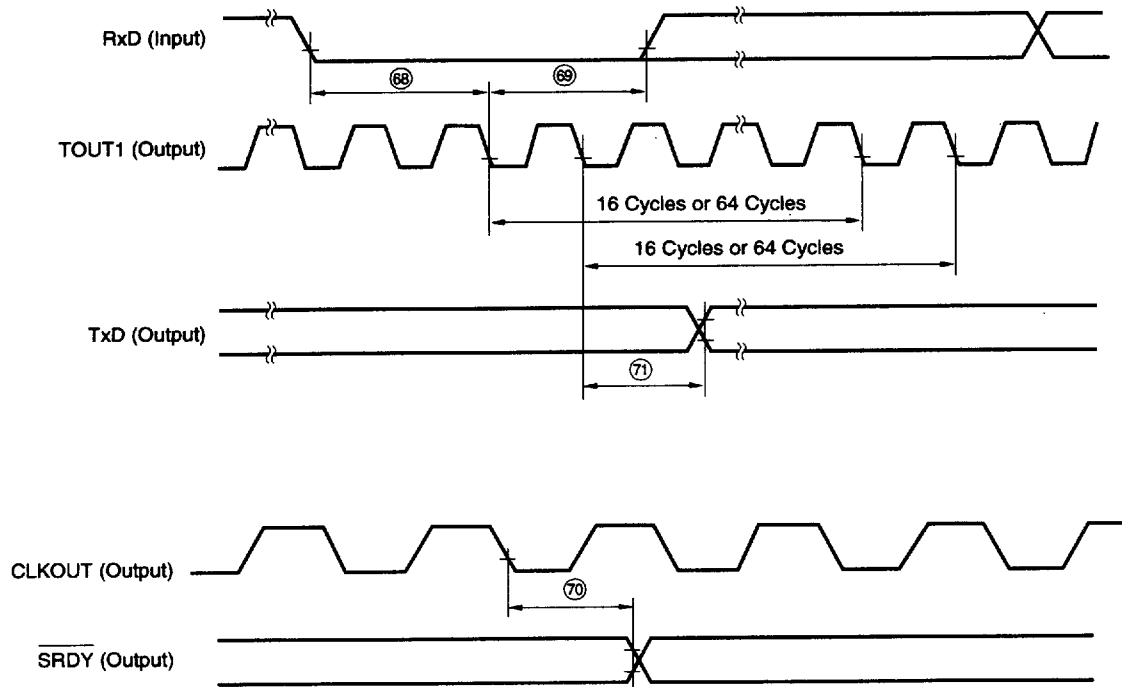 RxD (Input)
68
69
TOUT1 (Output)
16 Cycles or 64 Cycles
16 Cycles or 64 Cycles
TxD (Output)
71
CLKOUT (Output)
70
SRDY (Output)